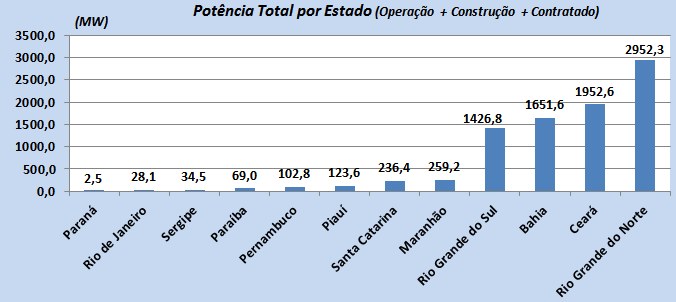 Potência Total por Estado (Operação + Construção + Contratado)
(MW)
3500,0
3000,0
2500,0
2000,0
1500,0
1000,0
500,0
0,0
2,5
28,1
34,5
69,0
102,8
123,6
236,4
259,2
1426,8
1651,6
1952,6
2952,3
Paraná
Rio de Janeiro
Sergipe
Paraíba
Pernambuco
Piauí
Santa Catarina
Maranhão
Rio Grande do Sul
Bahia
Ceará
Rio Grande do Norte